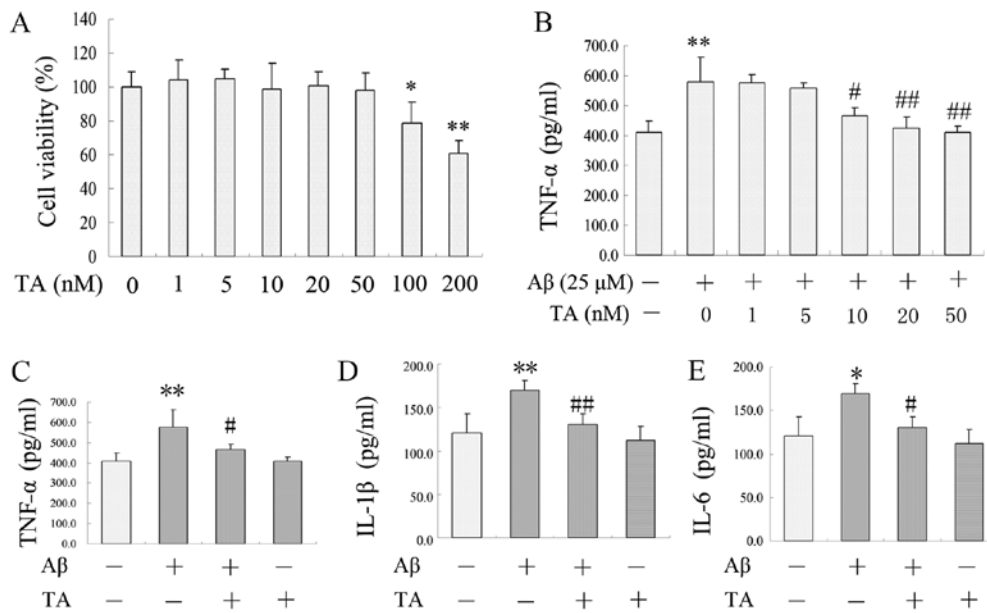 A
Cell viability (%)
140
120
100
80
60
40
20
0
*
**
TA (nM) 0 1 5 10 20 50 100 200
B
TNF-α (pg/ml)
700.0
600.0
500.0
400.0
300.0
200.0
100.0
0.0
**
#
##
##
Aβ (25 μM) — + + + + + +
TA (nM) — 0 1 5 10 20 50
C
TNF-α (pg/ml)
700.0
600.0
500.0
400.0
300.0
200.0
100.0
0.0
**
#
Aβ — + + —
TA — — + +
D
IL-1β (pg/ml)
200.0
150.0
100.0
50.0
0.0
**
##
Aβ — + + —
TA — — + +
E
IL-6 (pg/ml)
200.0
150.0
100.0
50.0
0.0
*
#
Aβ — + + —
TA — — + +